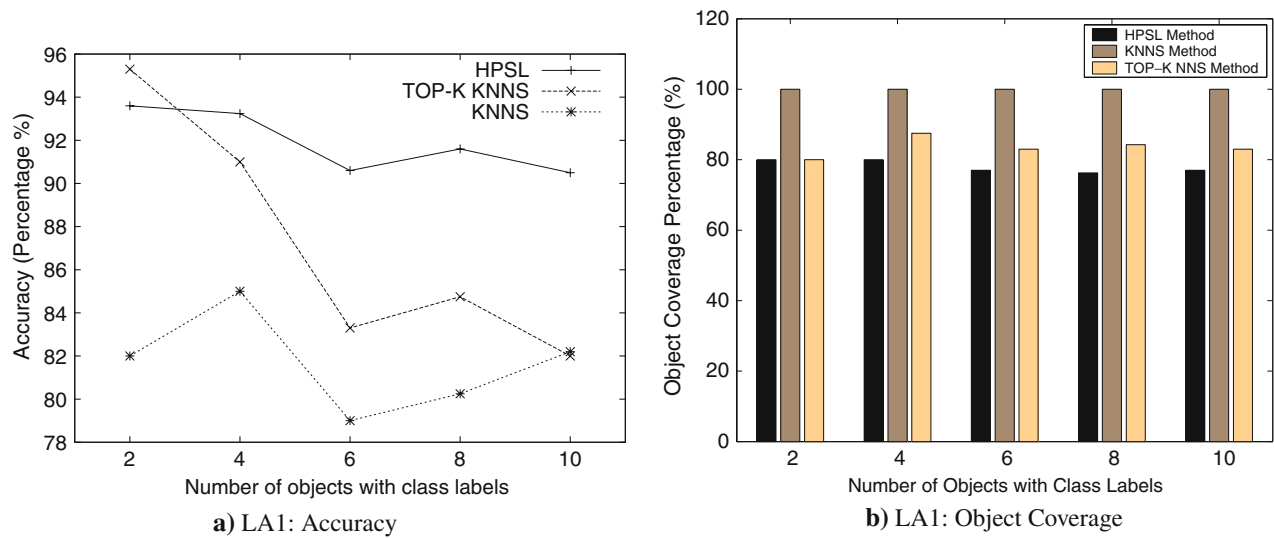 96
94
92
90
88
86
84
82
80
78
Accuracy (Percentage %)
HPSL
TOP-K KNNS
KNNS
2 4 6 8 10
Number of objects with class labels
a) LA1: Accuracy
120
100
80
60
40
20
0
Object Coverage Percentage (%)
HPSL Method
KNNS Method
TOP–K NNS Method
2 4 6 8 10
Number of Objects with Class Labels
b) LA1: Object Coverage